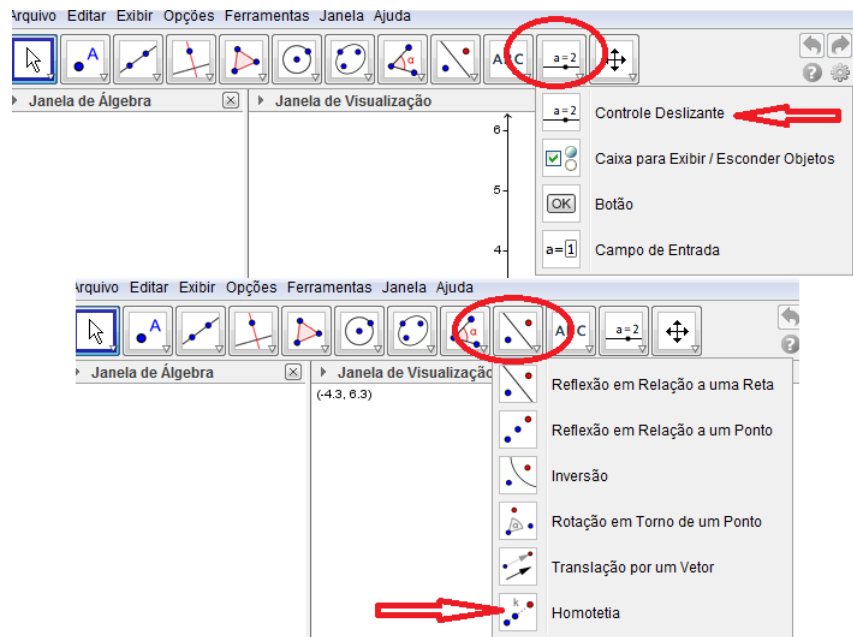 Arquivo Editar Exibir Opções Ferramentas Janela Ajuda
A α ABC a=2
Janela de Álgebra Janela de Visualização
a=2 Controle Deslizante
Caixa para Exibir / Esconder Objetos
OK Botão
a=1 Campo de Entrada
6
5
4
Arquivo Editar Exibir Opções Ferramentas Janela Ajuda
A α ABC a=2
Janela de Álgebra Janela de Visualização
(-4.3, 6.3)
Reflexão em Relação a uma Reta
Reflexão em Relação a um Ponto
Inversão
α Rotação em Torno de um Ponto
Translação por um Vetor
k Homotetia